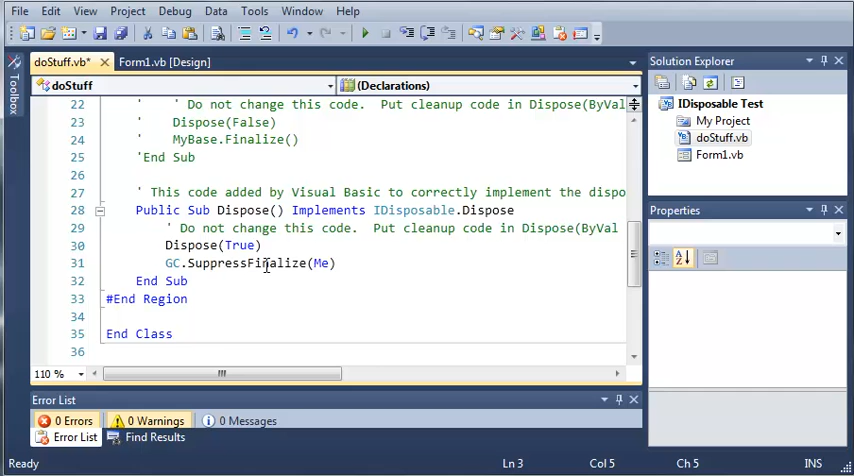 File Edit View Project Debug Data Tools Window Help
doStuff.vb* Form1.vb [Design]
doStuff (Declarations)
Toolbox
22 ' ' Do not change this code. Put cleanup code in Dispose(ByVal
23 ' Dispose(False)
24 ' MyBase.Finalize()
25 'End Sub
26
27 ' This code added by Visual Basic to correctly implement the dispo
28 Public Sub Dispose() Implements IDisposable.Dispose
29 ' Do not change this code. Put cleanup code in Dispose(ByVal
30 Dispose(True)
31 GC.SuppressFinalize(Me)
32 End Sub
33 #End Region
34
35 End Class
36
110 %
Solution Explorer
IDisposable Test
My Project
doStuff.vb
Form1.vb
Properties
Error List
0 Errors 0 Warnings 0 Messages
Error List Find Results
Ready Ln 3 Col 5 Ch 5 INS